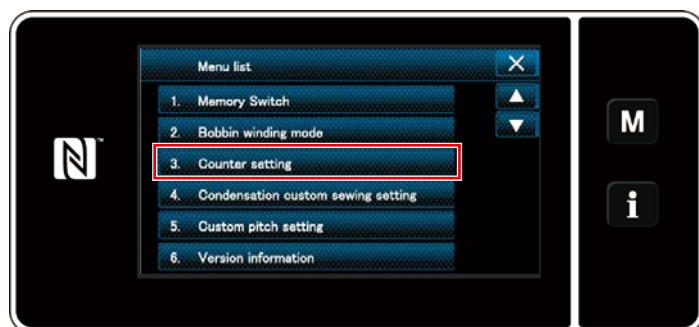 Menu list
1. Memory Switch
2. Bobbin winding mode
3. Counter setting
4. Condensation custom sewing setting
5. Custom pitch setting
6. Version information
M
i